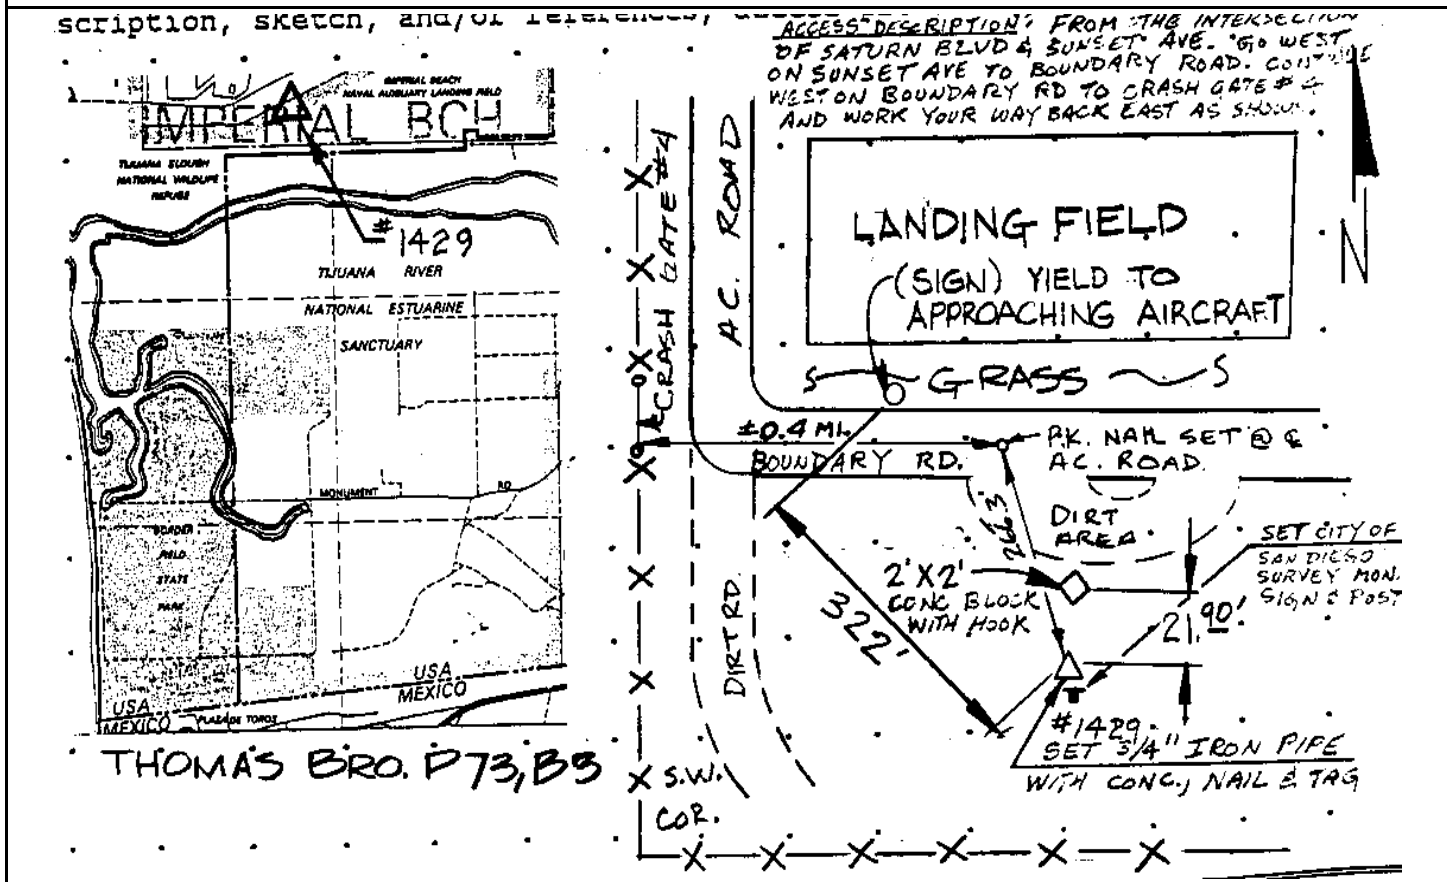 scription, sketch, and/or references,
ACCESS DESCRIPTION: FROM THE INTERSECTION
OF SATURN BLVD & SUNSET AVE. GO WEST
ON SUNSET AVE TO BOUNDARY ROAD. CONTINUE
WEST ON BOUNDARY RD TO CRASH GATE # 4
AND WORK YOUR WAY BACK EAST AS SHOWN.
IMPERIAL BEACH
NAVAL AUXILIARY LANDING FIELD
IMPERIAL BCH
TIJUANA SLOUGH
NATIONAL WILDLIFE
REFUGE
#1429
TIJUANA RIVER
NATIONAL ESTUARINE
SANCTUARY
MONUMENT RD
BORDER
FIELD
STATE
PARK
USA
MEXICO
USA
MEXICO
PLAZA DE TOROS
THOMAS BRO. P73, B3
CRASH GATE #4
A.C. ROAD
LANDING FIELD
(SIGN) YIELD TO
APPROACHING AIRCRAFT
N
GRASS
±0.4 MI.
BOUNDARY RD.
P.K. NAIL SET @ ℄
AC. ROAD
266.3'
DIRT
AREA
SET CITY OF
SAN DIEGO
SURVEY MON.
SIGN & POST
2'X2'
CONC BLOCK
WITH HOOK
21.90'
322'
DIRT RD.
#1429
SET 3/4" IRON PIPE
WITH CONC., NAIL & TAG
S.W.
COR.